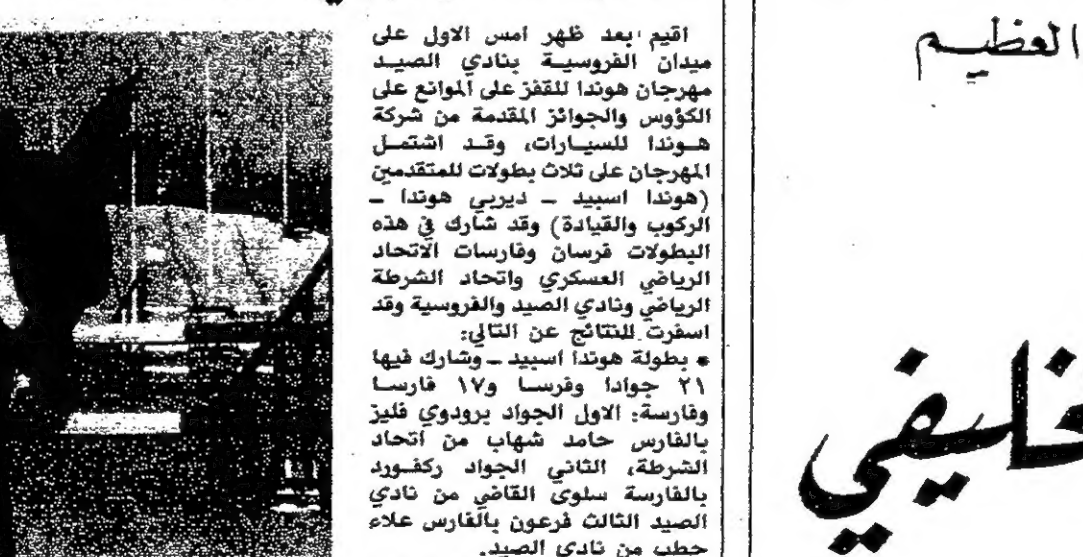 العظيم
اقيم بعد ظهر امس الاول على
ميدان الفروسية بنادي الصيد
مهرجان هوندا للقفز على الموانع على
الكؤوس والجوائز المقدمة من شركة
هوندا للسيارات، وقد اشتمل
المهرجان على ثلاث بطولات للمتقدمين
(هوندا اسبيد ـ ديربي هوندا ـ
الركوب والقيادة) وقد شارك في هذه
البطولات فرسان وفارسات الاتحاد
الرياضي العسكري واتحاد الشرطة
الرياضي ونادي الصيد والفروسية وقد
اسفرت للنتائج عن التالي:
* بطولة هوندا اسبيد ـ وشارك فيها
٢١ جوادا وفرسا و١٧ فارسا
وفارسة: الاول الجواد برودوي فليز
بالفارس حامد شهاب من اتحاد
الشرطة، الثاني الجواد ركفورد
بالفارسة سلوى القاضي من نادي
الصيد الثالث فرعون بالفارس علاء
حطب من نادي الصيد.